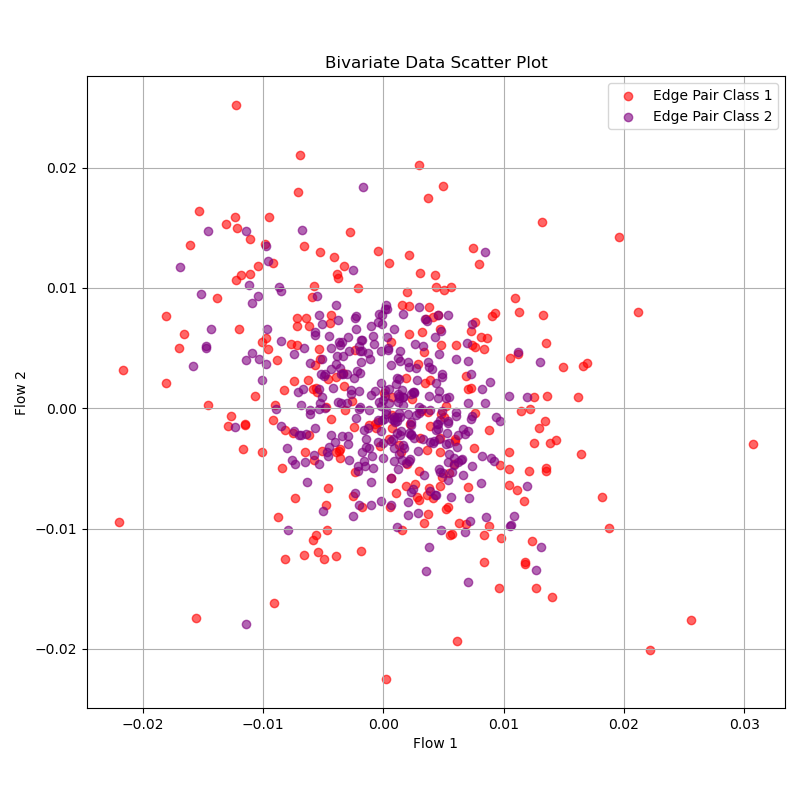 Bivariate Data Scatter Plot
Edge Pair Class 1
Edge Pair Class 2
Flow 2
0.02
0.01
0.00
−0.01
−0.02
−0.02
−0.01
0.00
0.01
0.02
0.03
Flow 1